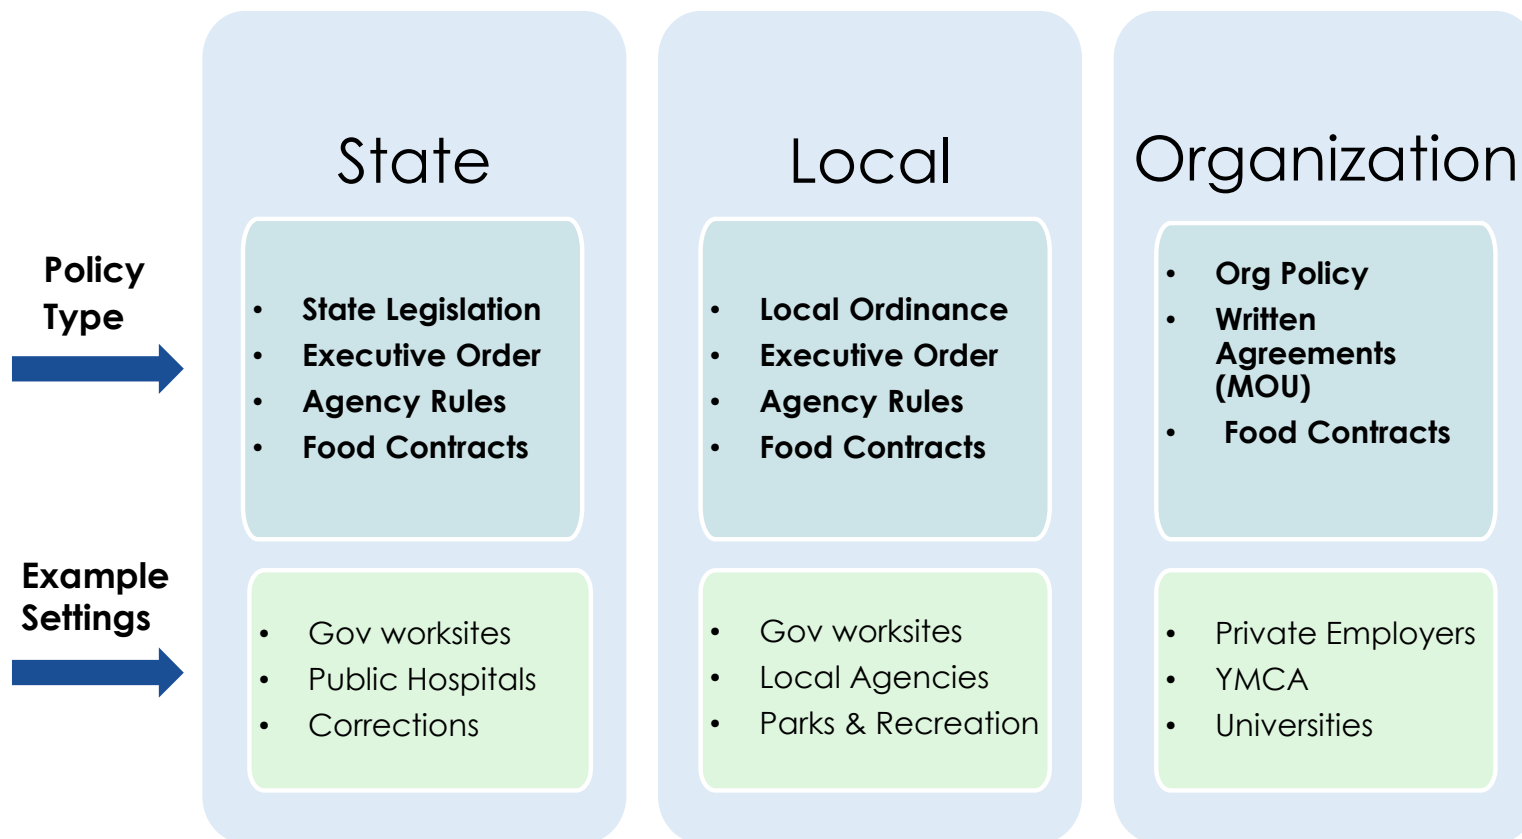 State
Local
Organization
Policy
Type
• State Legislation
• Executive Order
• Agency Rules
• Food Contracts
• Local Ordinance
• Executive Order
• Agency Rules
• Food Contracts
• Org Policy
• Written
Agreements
(MOU)
• Food Contracts
Example
Settings
• Gov worksites
• Public Hospitals
• Corrections
• Gov worksites
• Local Agencies
• Parks & Recreation
• Private Employers
• YMCA
• Universities